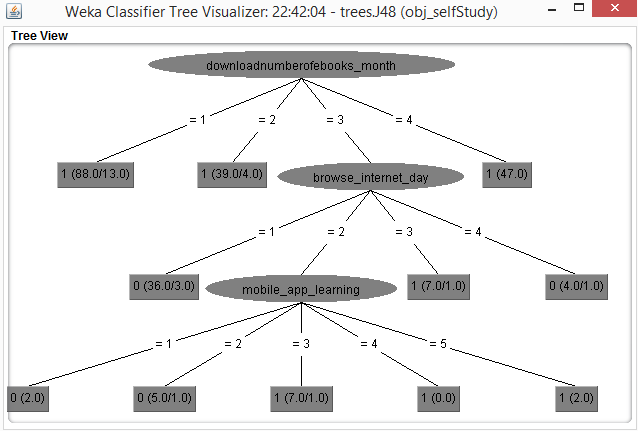 Weka Classifier Tree Visualizer: 22:42:04 - trees.J48 (obj_selfStudy)
Tree View
downloadnumberofebooks_month
= 1 = 2 = 3 = 4
1 (88.0/13.0) 1 (39.0/4.0) browse_internet_day 1 (47.0)
= 1 = 2 = 3 = 4
0 (36.0/3.0) mobile_app_learning 1 (7.0/1.0) 0 (4.0/1.0)
= 1 = 2 = 3 = 4 = 5
0 (2.0) 0 (5.0/1.0) 1 (7.0/1.0) 1 (0.0) 1 (2.0)